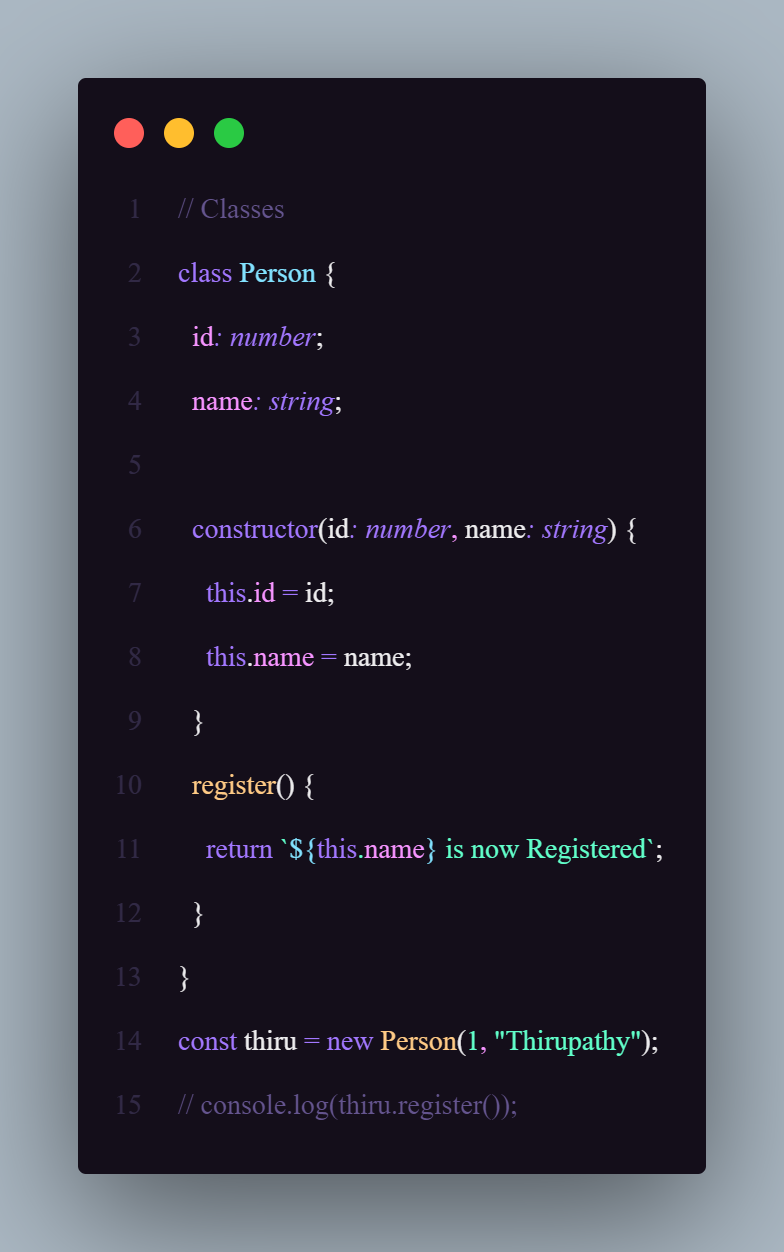 1 // Classes
2 class Person {
3   id: number;
4   name: string;
5
6   constructor(id: number, name: string) {
7     this.id = id;
8     this.name = name;
9   }
10   register() {
11     return `${this.name} is now Registered`;
12   }
13 }
14 const thiru = new Person(1, "Thirupathy");
15 // console.log(thiru.register());